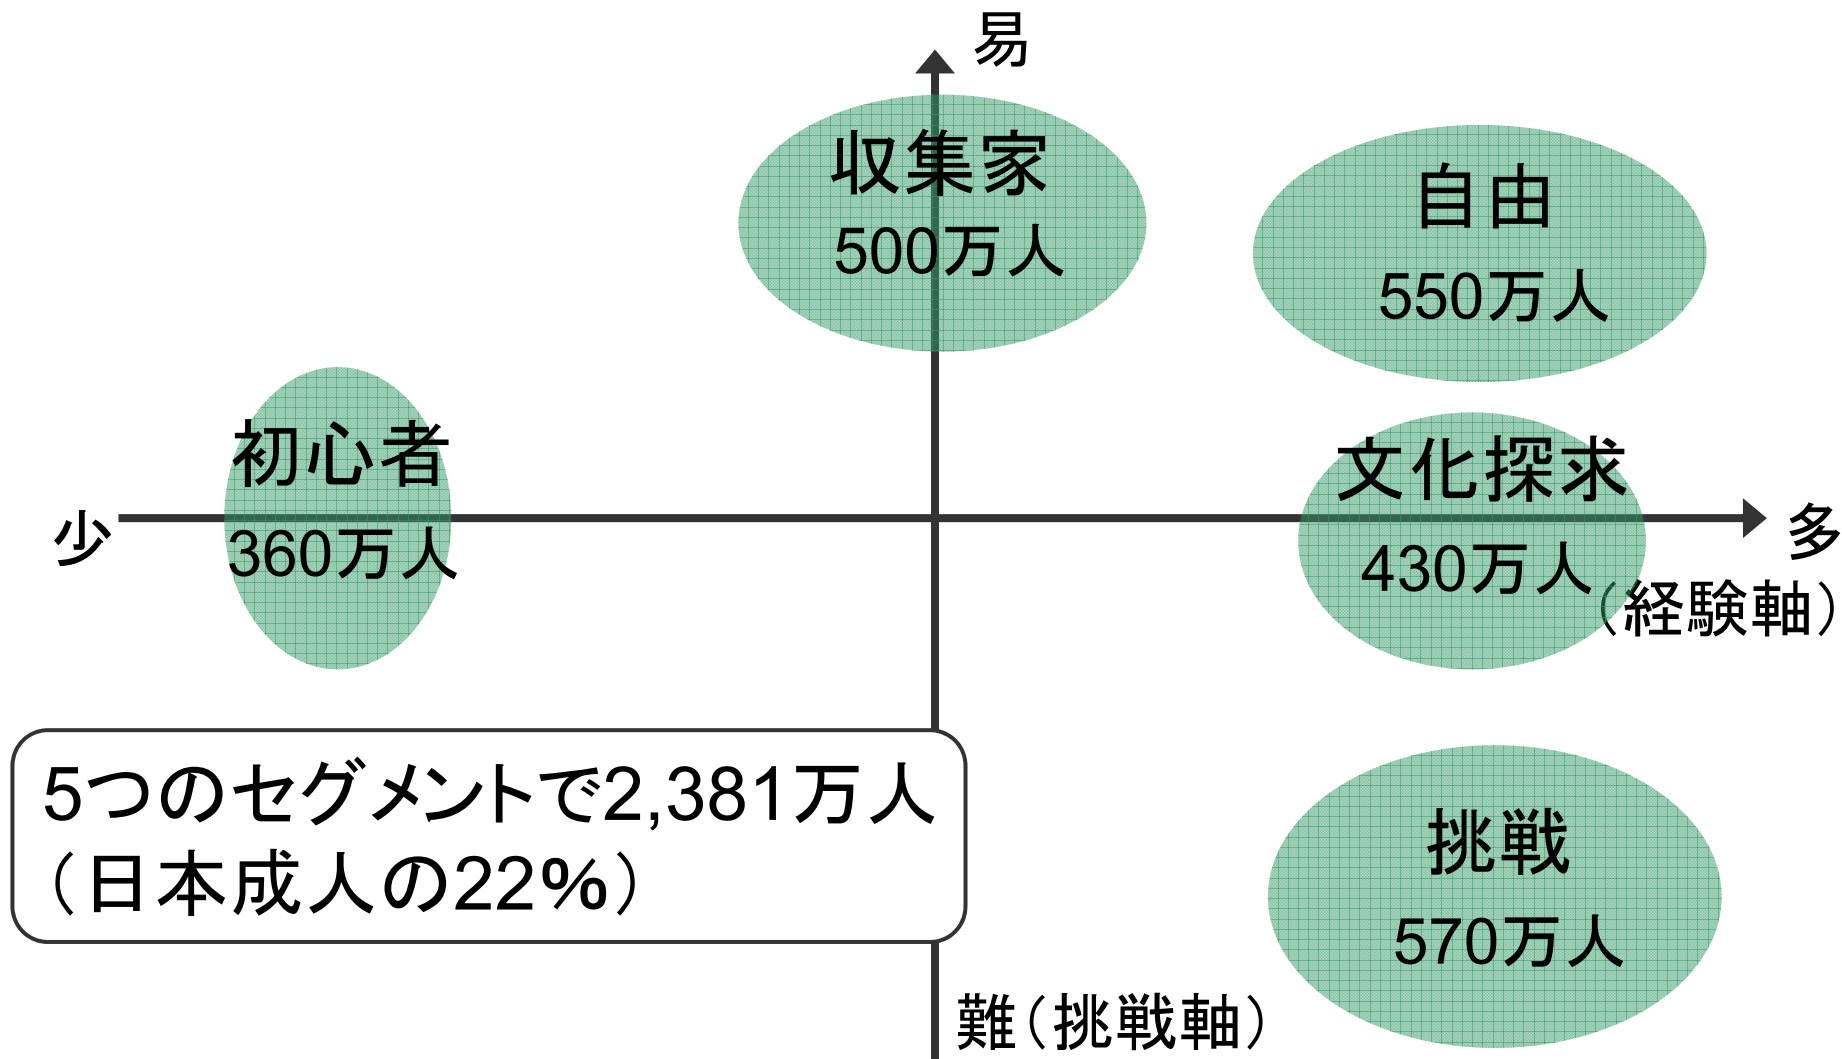 易
収集家
500万人
自由
550万人
初心者
360万人
文化探求
430万人
少
多
（経験軸）
5つのセグメントで2,381万人
（日本成人の22%）
挑戦
570万人
難（挑戦軸）